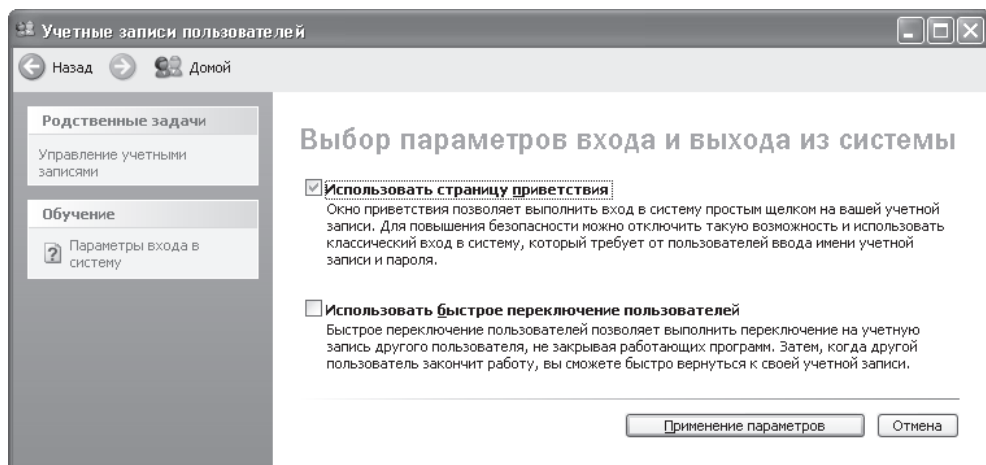 Учетные записи пользователей
Назад
Домой
Родственные задачи
Управление учетными
записями
Обучение
Параметры входа в
систему
Выбор параметров входа и выхода из системы
Использовать страницу приветствия
Окно приветствия позволяет выполнить вход в систему простым щелком на вашей учетной
записи. Для повышения безопасности можно отключить такую возможность и использовать
классический вход в систему, который требует от пользователей ввода имени учетной
записи и пароля.
Использовать быстрое переключение пользователей
Быстрое переключение пользователей позволяет выполнить переключение на учетную
запись другого пользователя, не закрывая работающих программ. Затем, когда другой
пользователь закончит работу, вы сможете быстро вернуться к своей учетной записи.
Применение параметров
Отмена